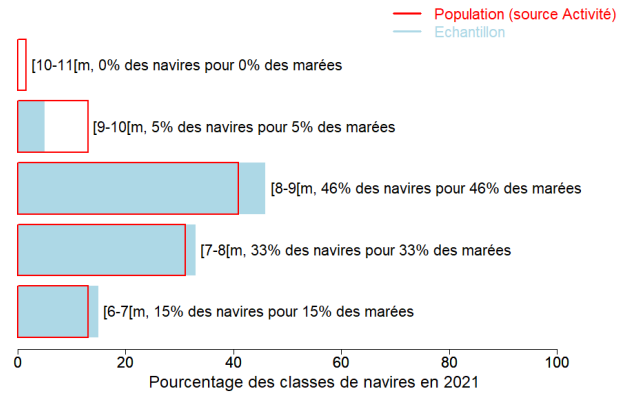 Population (source Activité)
Echantillon
[10-11[m, 0% des navires pour 0% des marées
[9-10[m, 5% des navires pour 5% des marées
[8-9[m, 46% des navires pour 46% des marées
[7-8[m, 33% des navires pour 33% des marées
[6-7[m, 15% des navires pour 15% des marées
0 20 40 60 80 100
Pourcentage des classes de navires en 2021